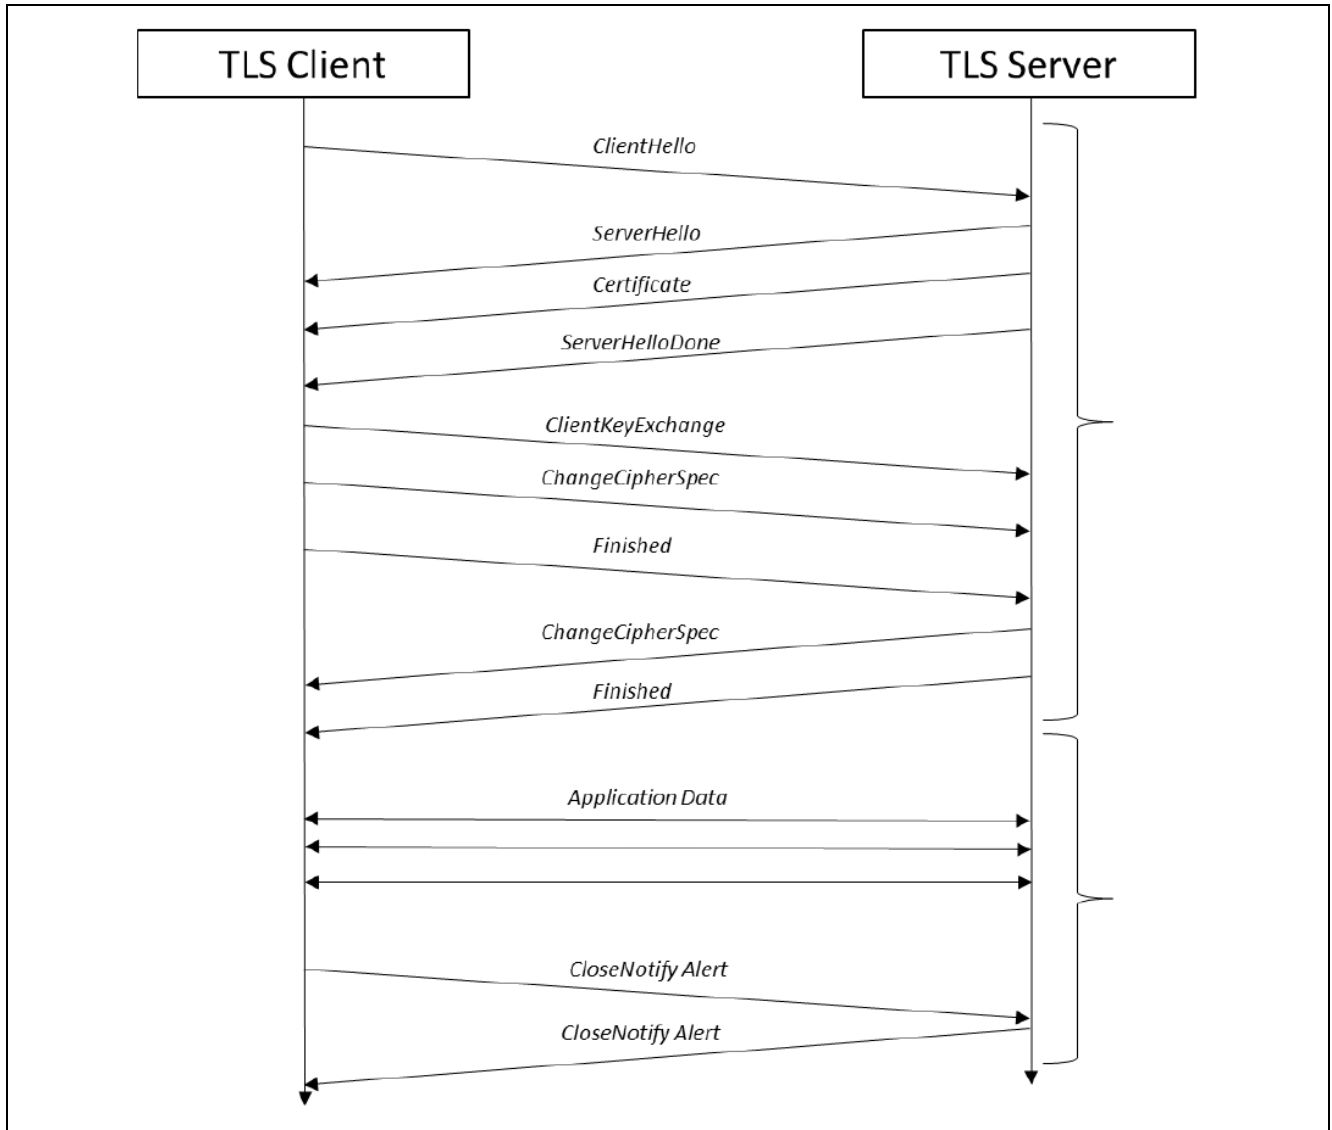 TLS Client
TLS Server
ClientHello
ServerHello
Certificate
ServerHelloDone
ClientKeyExchange
ChangeCipherSpec
Finished
ChangeCipherSpec
Finished
Application Data
CloseNotify Alert
CloseNotify Alert